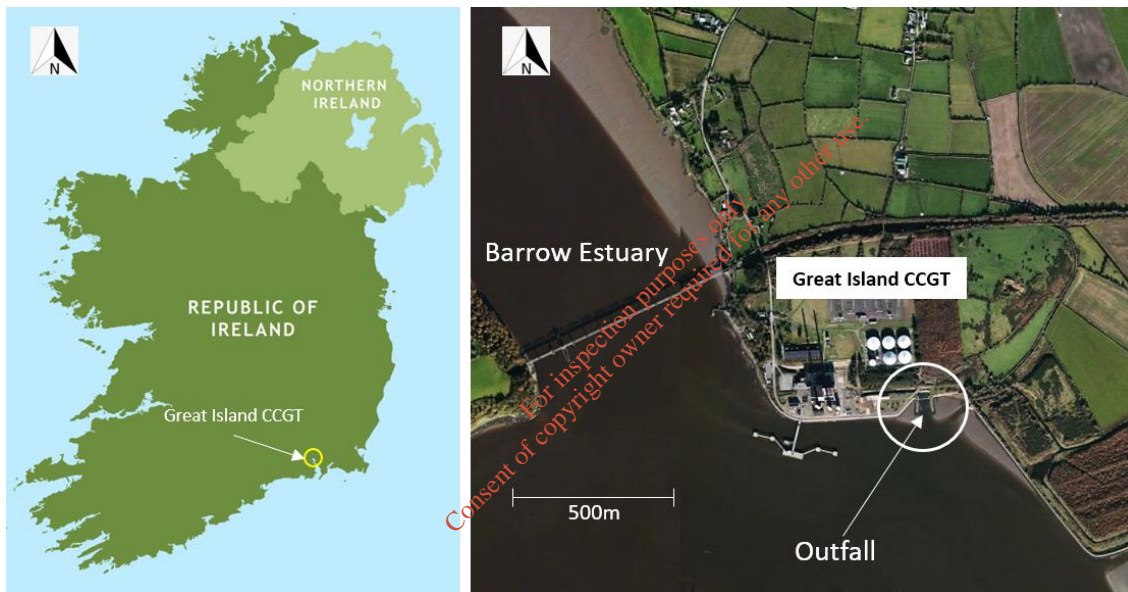 N
NORTHERN
IRELAND
REPUBLIC OF
IRELAND
Great Island CCGT
N
Barrow Estuary
Great Island CCGT
500m
Outfall
For inspection purposes only.
Consent of copyright owner required for any other use.